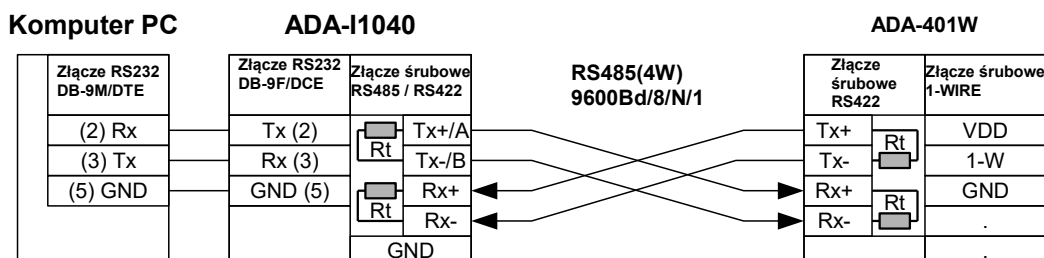 Komputer PC
ADA-I1040
ADA-401W
Złącze RS232
DB-9M/DTE
Złącze RS232
DB-9F/DCE
Złącze śrubowe
RS485 / RS422
RS485(4W)
9600Bd/8/N/1
Złącze
śrubowe
RS422
Złącze śrubowe
1-WIRE
(2) Rx
Tx (2)
Tx+/A
Tx+
VDD
Rt
Rt
(3) Tx
Rx (3)
Tx-/B
Tx-
1-W
(5) GND
GND (5)
Rx+
Rx+
GND
Rt
Rt
Rx-
Rx-
.
GND
.